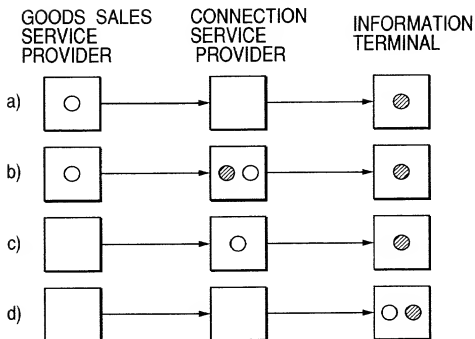 GOODS SALES
SERVICE
PROVIDER
CONNECTION
SERVICE
PROVIDER
INFORMATION
TERMINAL
a)
b)
c)
d)